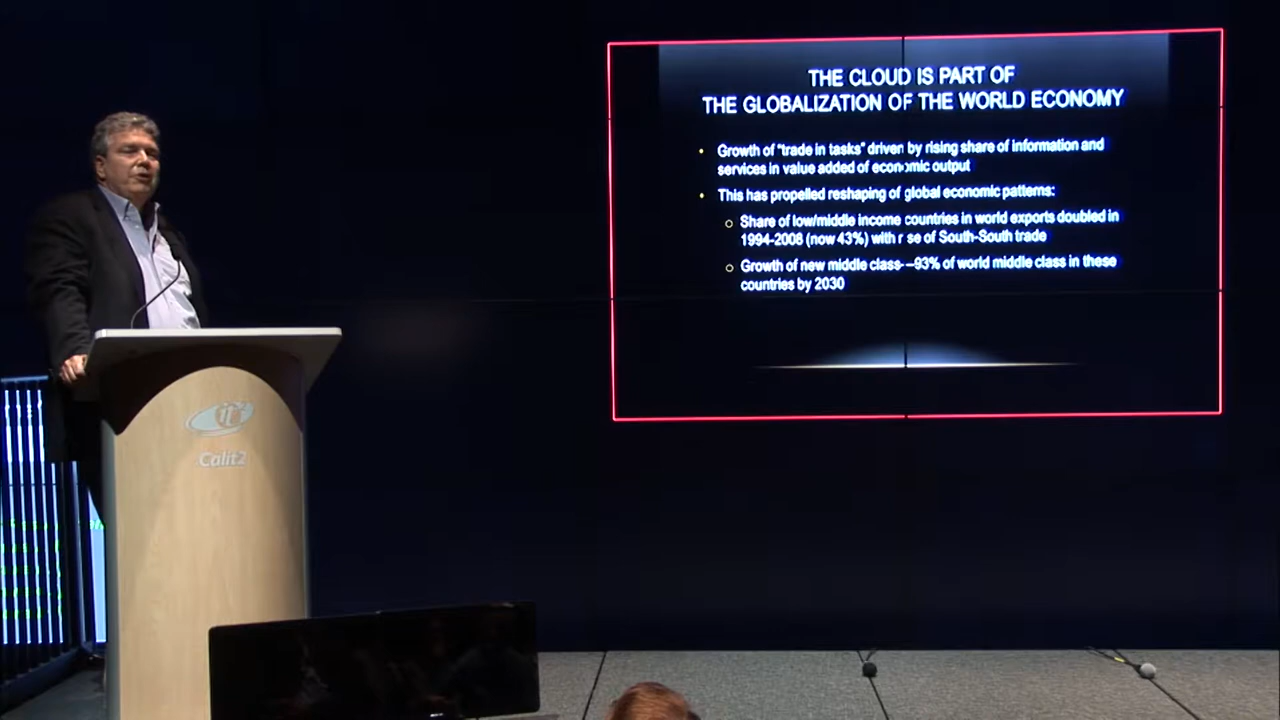 THE CLOUD IS PART OF
THE GLOBALIZATION OF THE WORLD ECONOMY
• Growth of "trade in tasks" driven by rising share of information and
services in value added of economic output
• This has propelled reshaping of global economic patterns:
o Share of low/middle income countries in world exports doubled in
1994-2008 (now 43%) with rise of South-South trade
o Growth of new middle class-–93% of world middle class in these
countries by 2030
Calit2